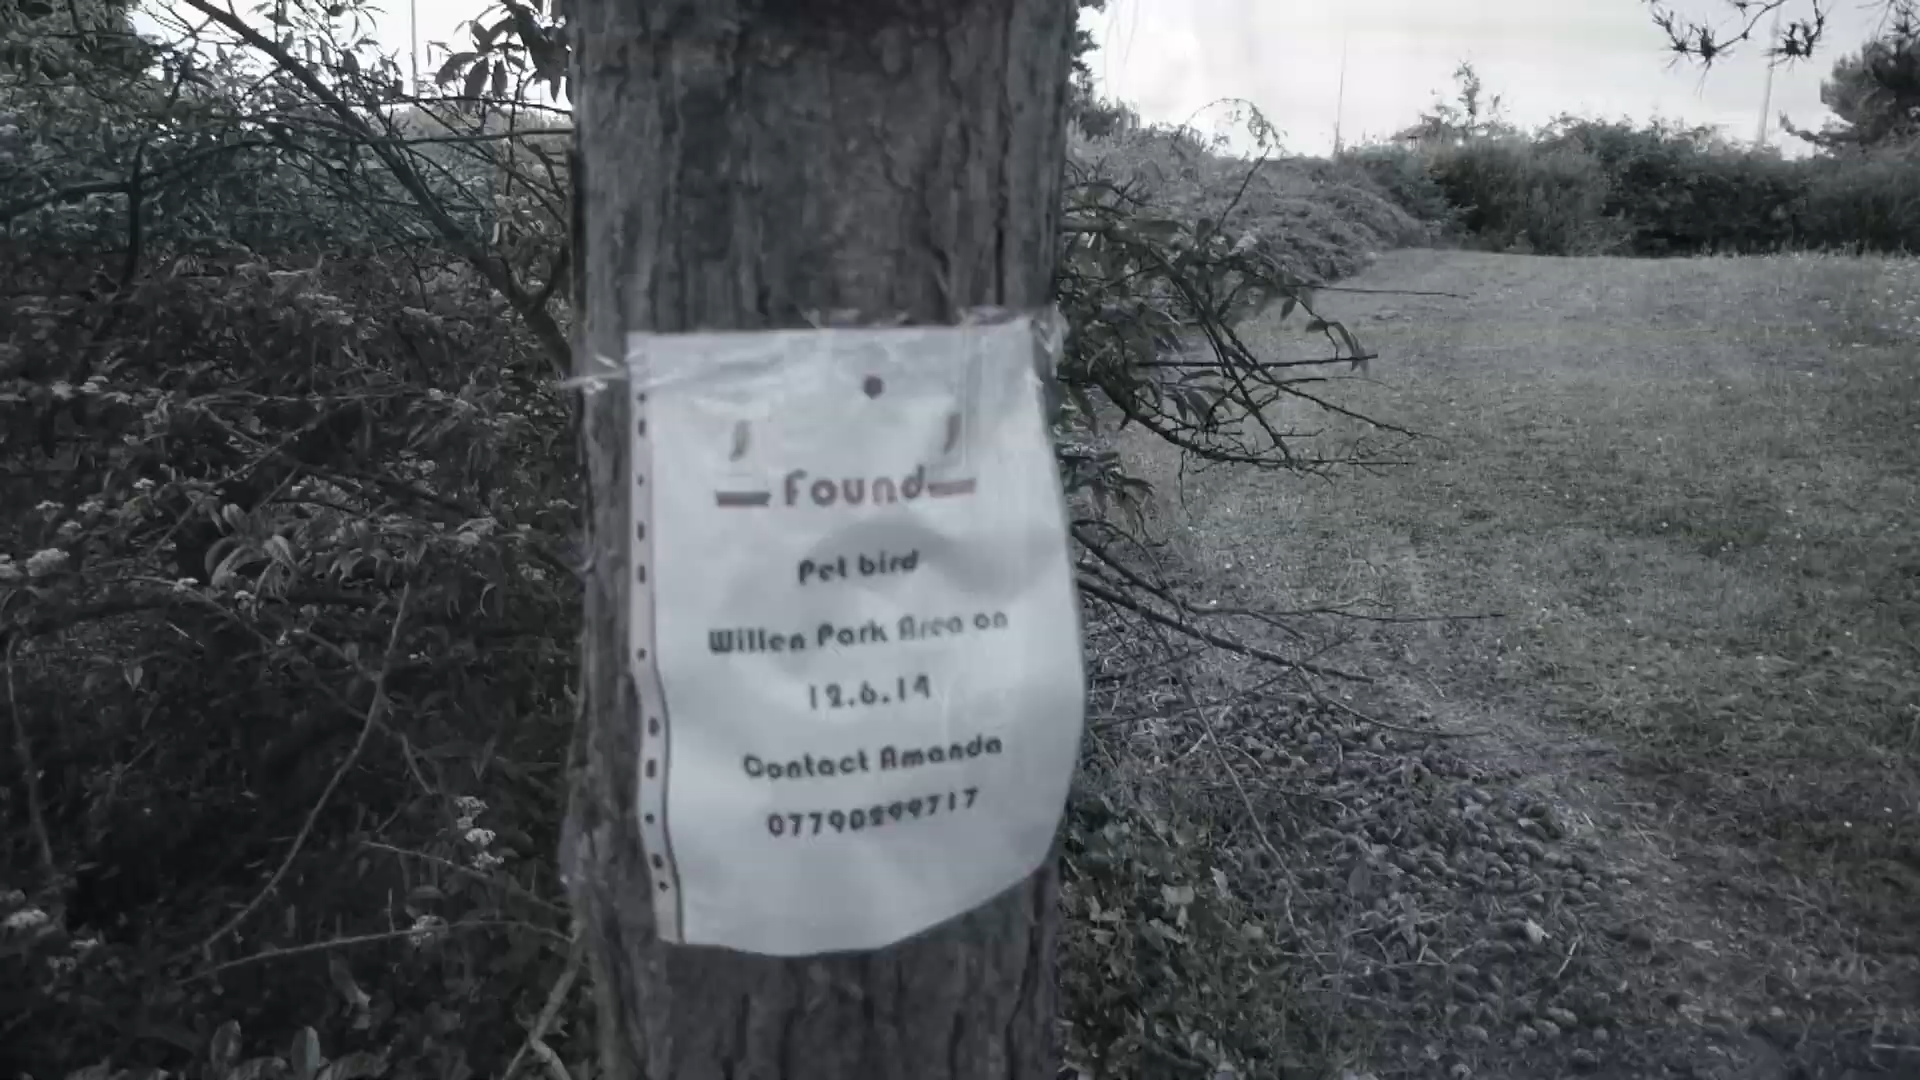 Found
Pet bird
Willen Park Area on
12.6.14
Contact Amanda
07790299717